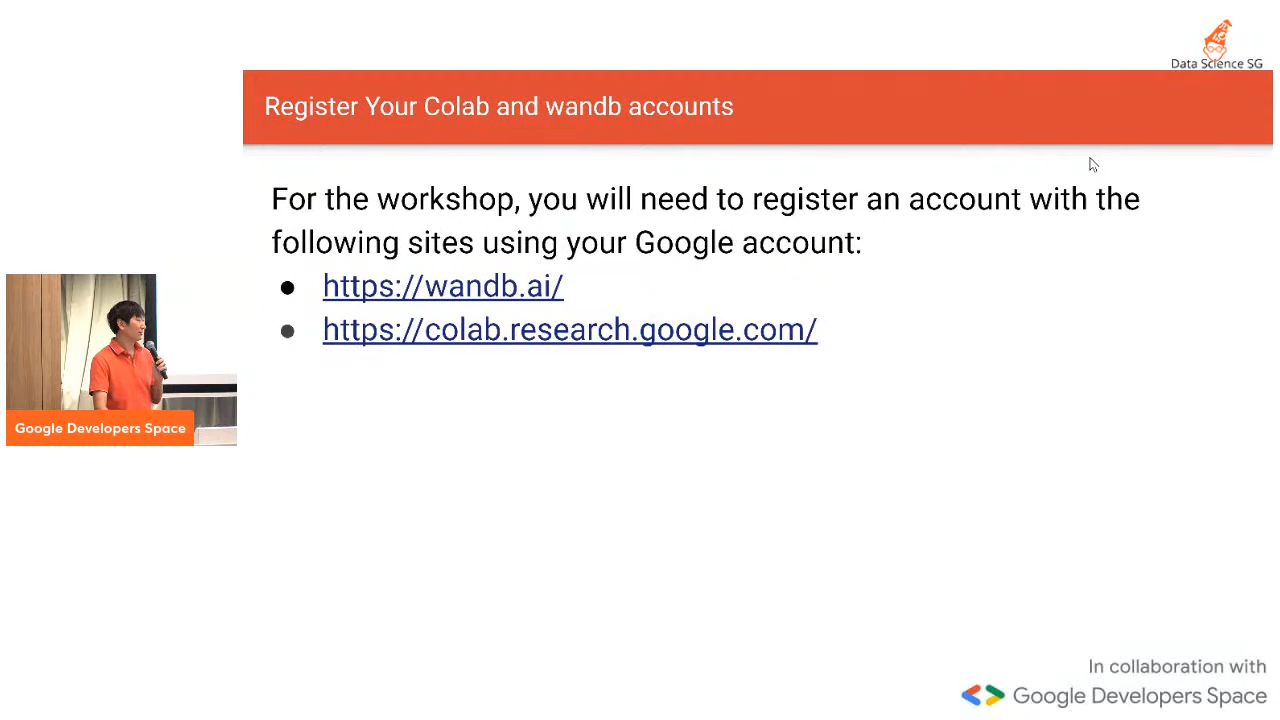 Data Science SG
Register Your Colab and wandb accounts
For the workshop, you will need to register an account with the
following sites using your Google account:
● https://wandb.ai/
● https://colab.research.google.com/
Google Developers Space
In collaboration with
Google Developers Space